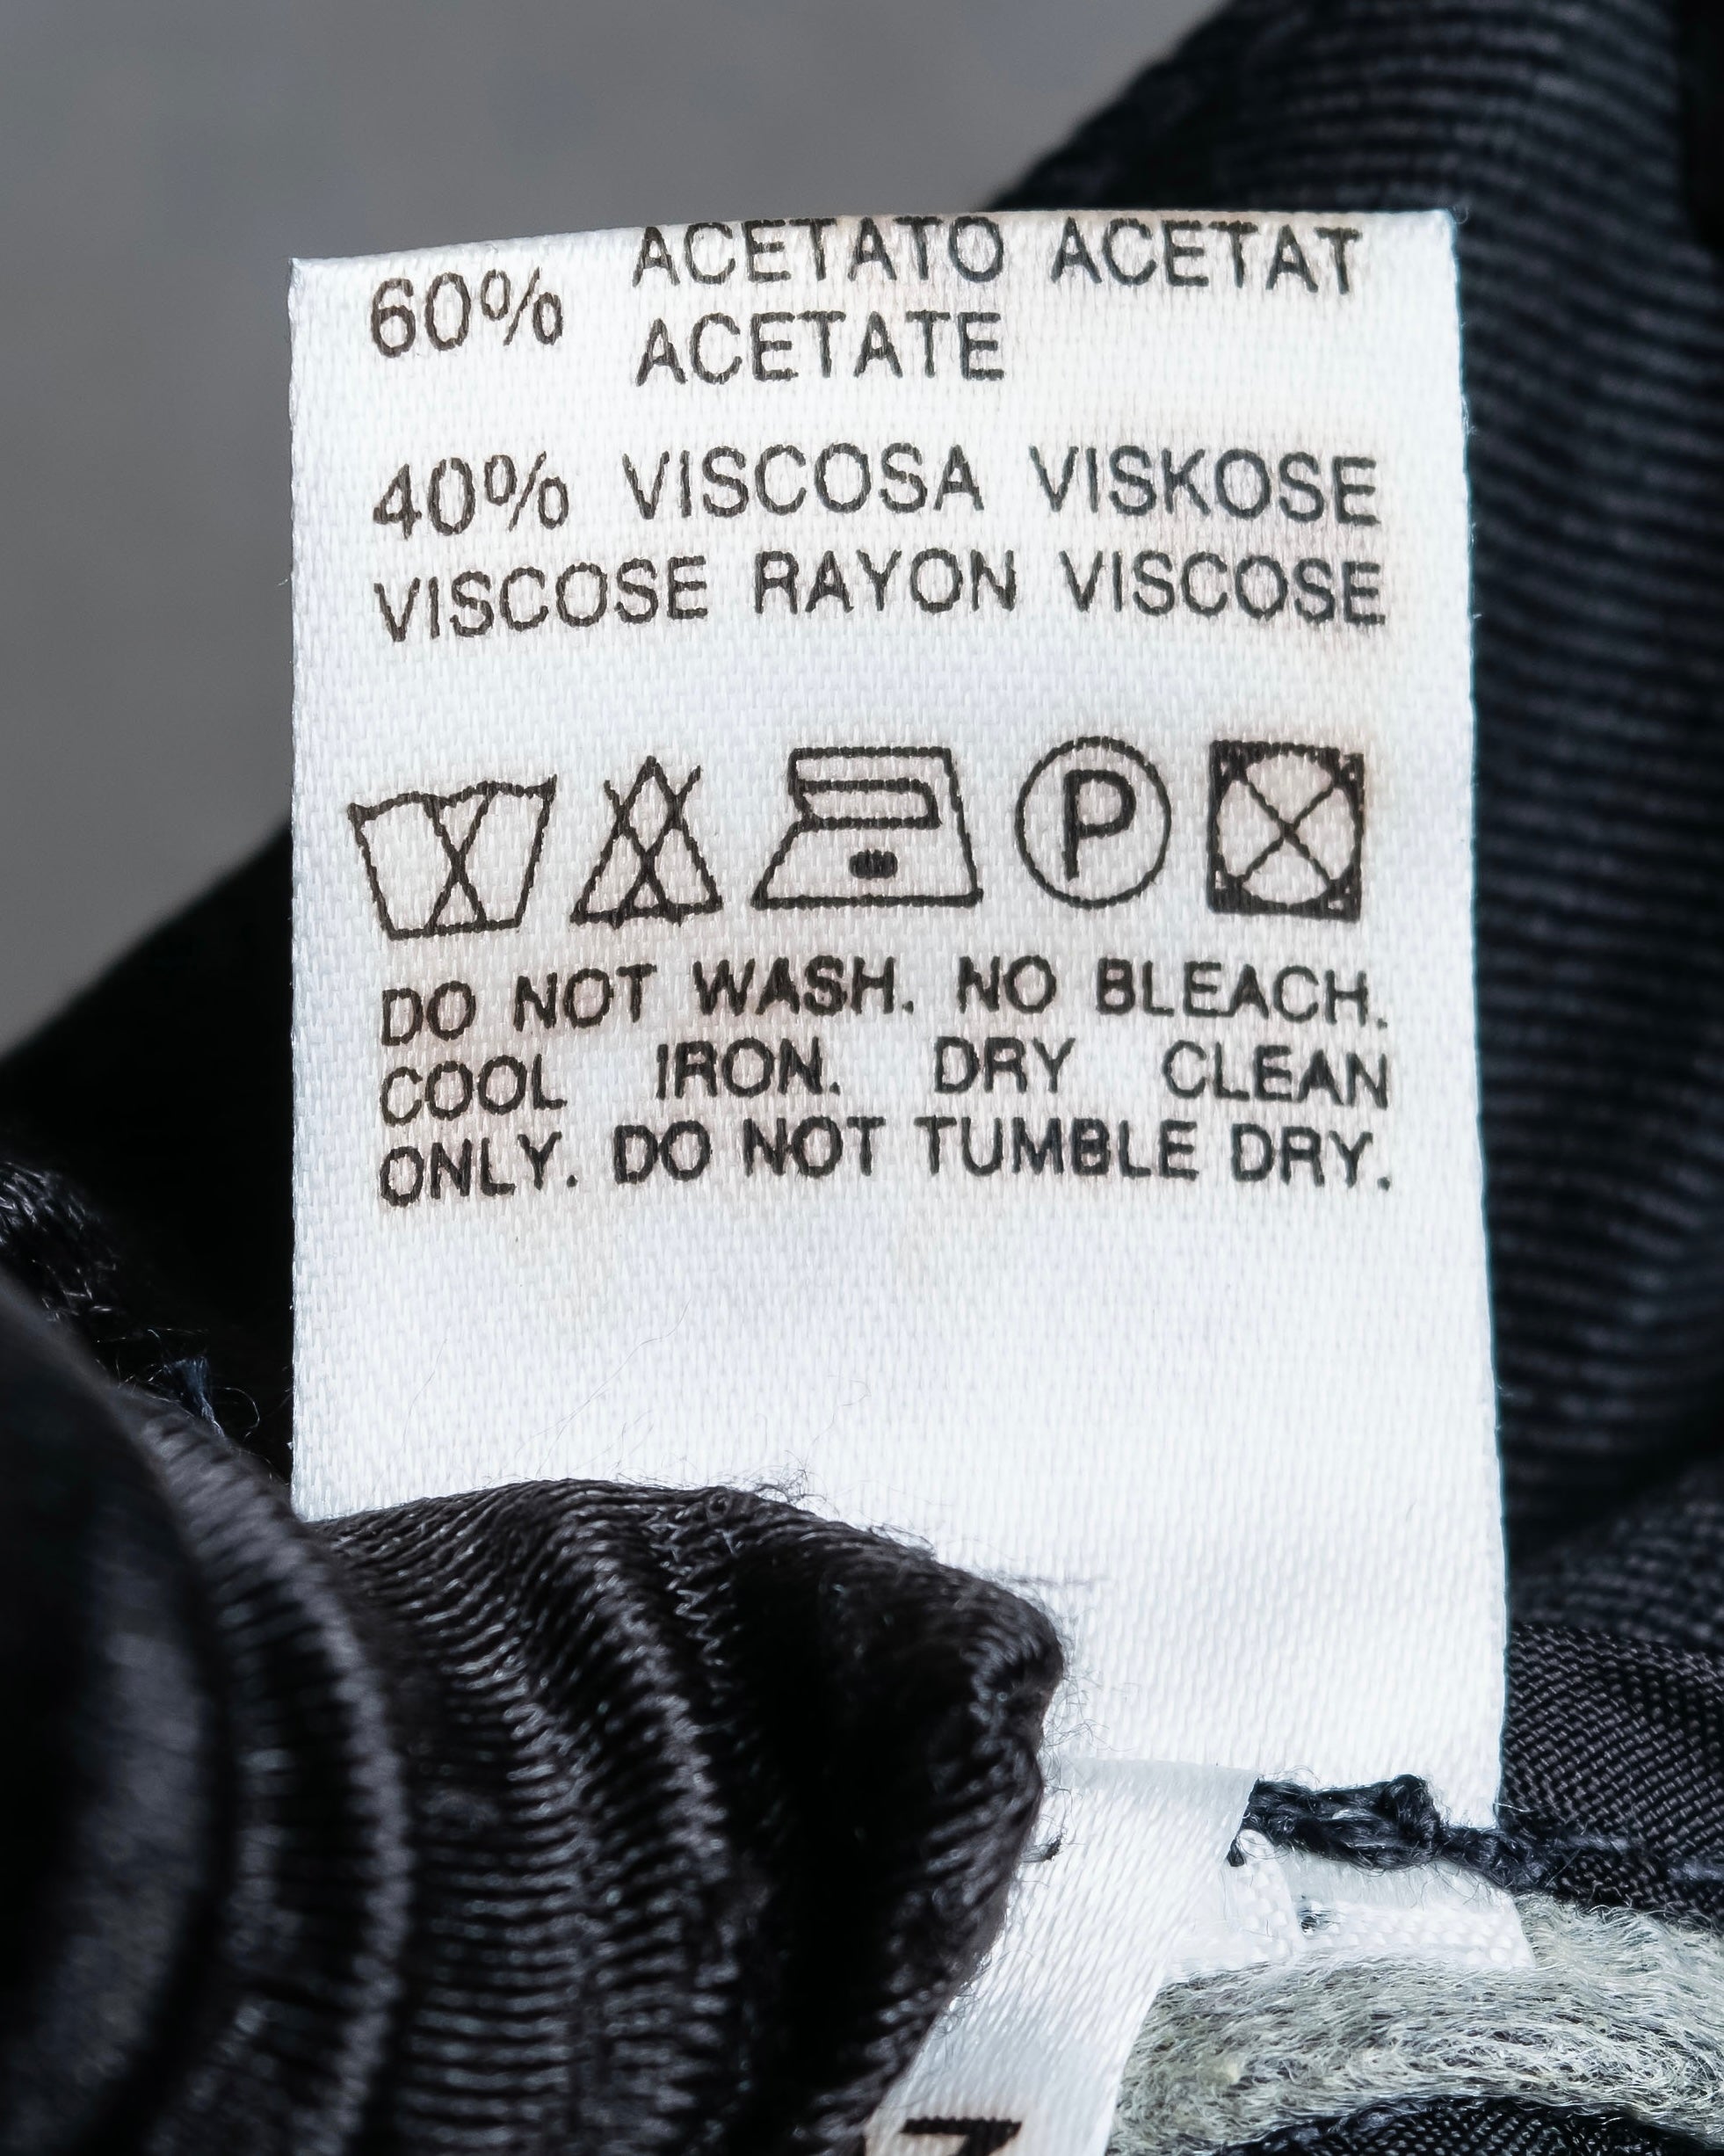 ACETATO ACETAT
60% ACETATE
40% VISCOSA VISKOSE
VISCOSE RAYON VISCOSE
P
DO NOT WASH. NO BLEACH.
COOL IRON. DRY CLEAN
ONLY. DO NOT TUMBLE DRY.